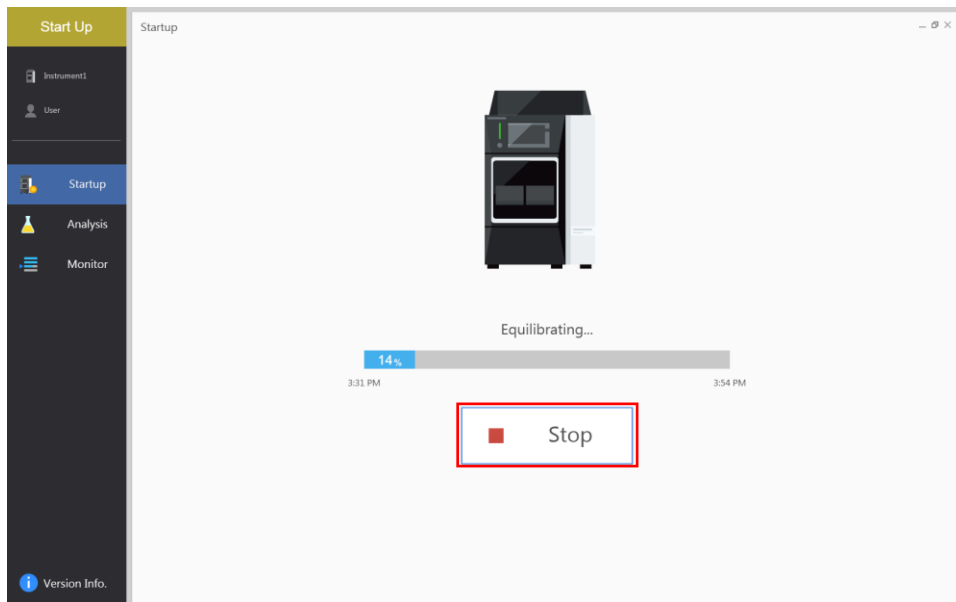 Start Up
Startup
Instrument1
User
Startup
Analysis
Monitor
Equilibrating...
14%
3:31 PM
3:54 PM
Stop
Version Info.